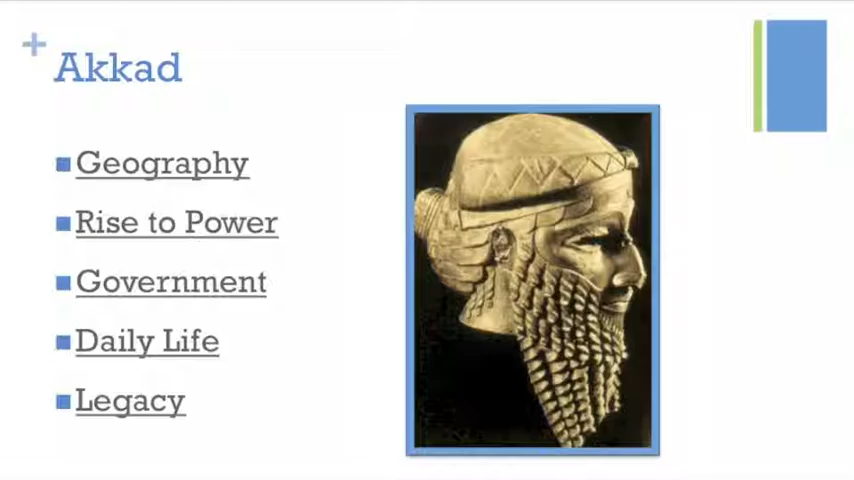 Akkad
Geography
Rise to Power
Government
Daily Life
Legacy